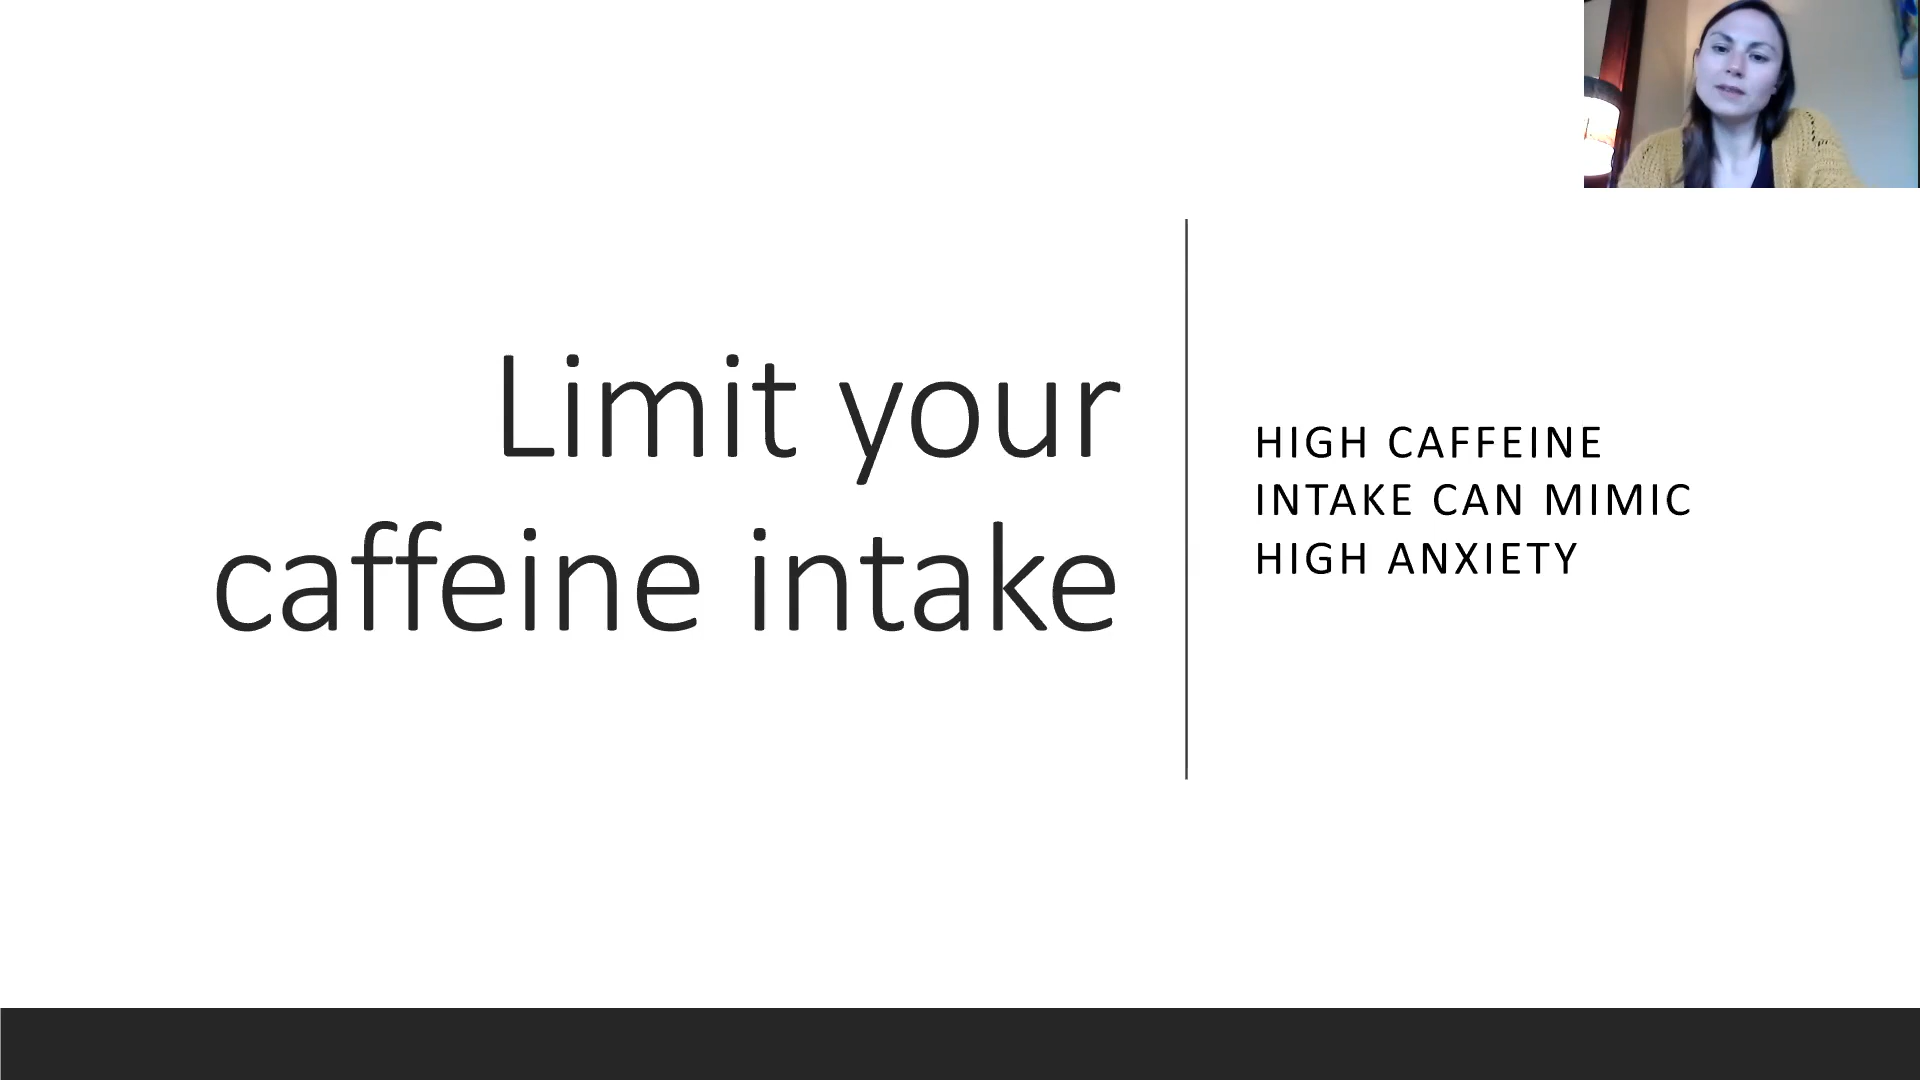 Limit your
caffeine intake
HIGH CAFFEINE
INTAKE CAN MIMIC
HIGH ANXIETY